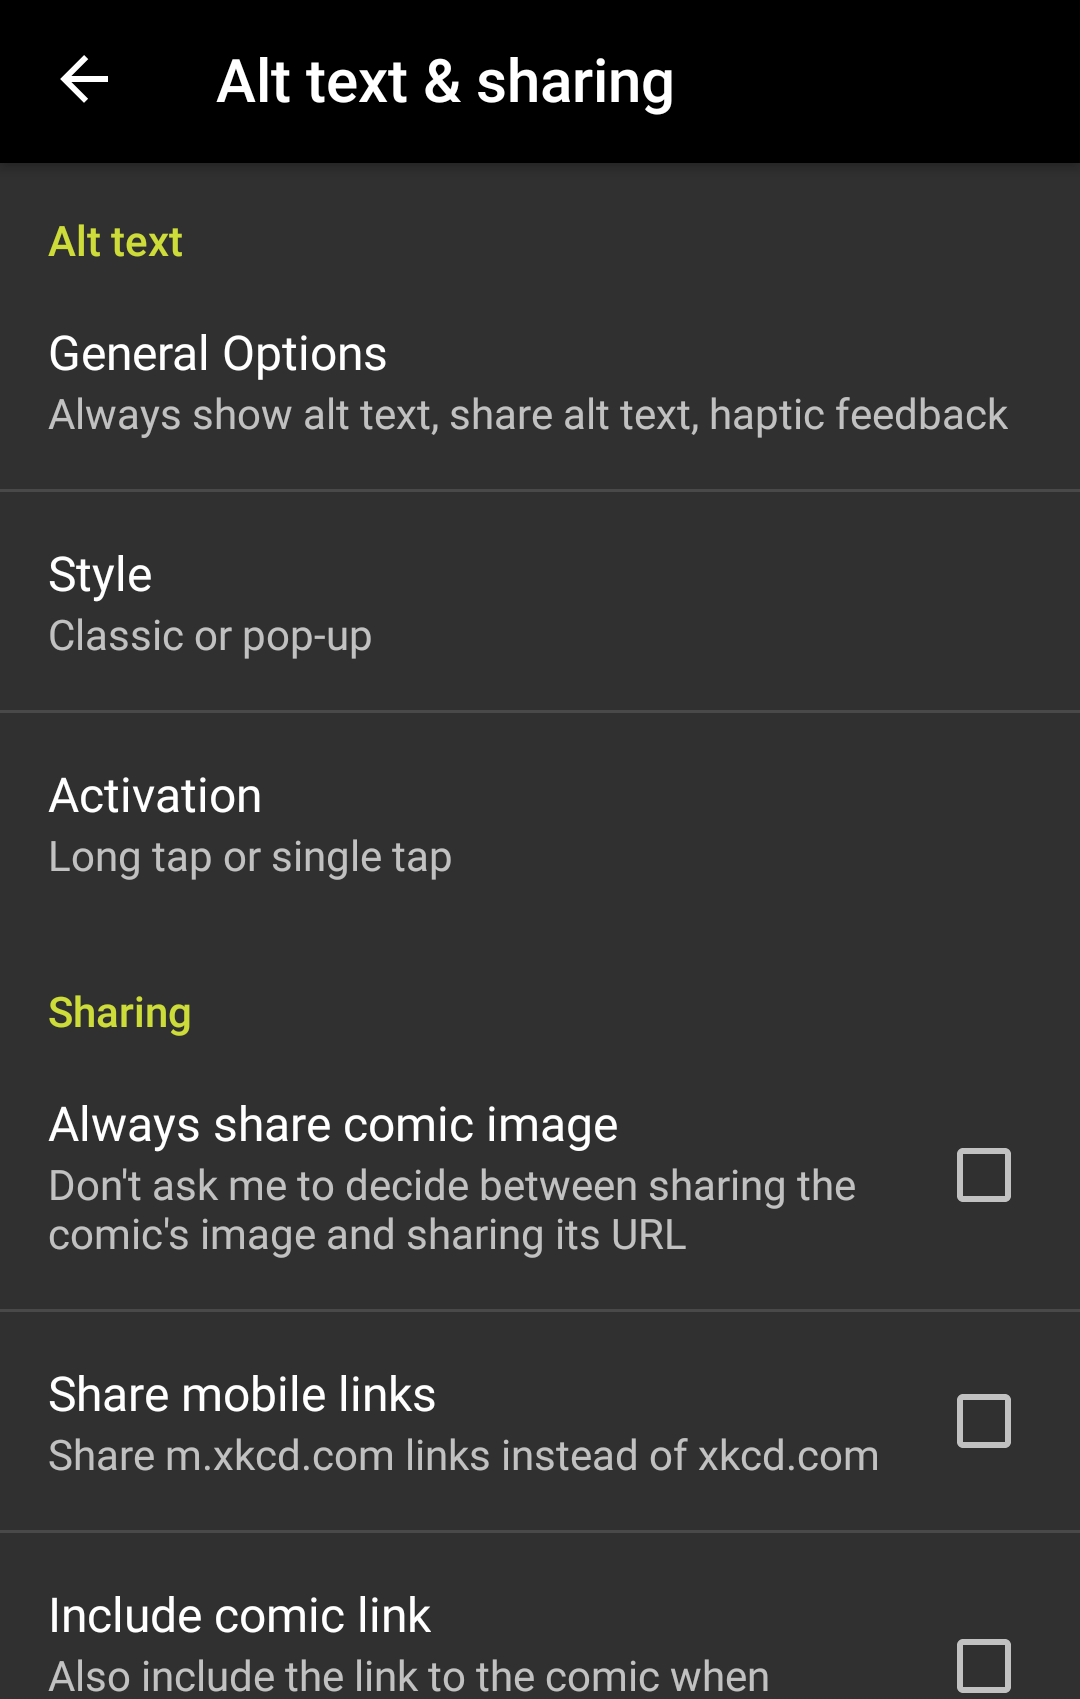 Alt text & sharing
Alt text
General Options
Always show alt text, share alt text, haptic feedback
Style
Classic or pop-up
Activation
Long tap or single tap
Sharing
Always share comic image
Don't ask me to decide between sharing the
comic's image and sharing its URL
Share mobile links
Share m.xkcd.com links instead of xkcd.com
Include comic link
Also include the link to the comic when